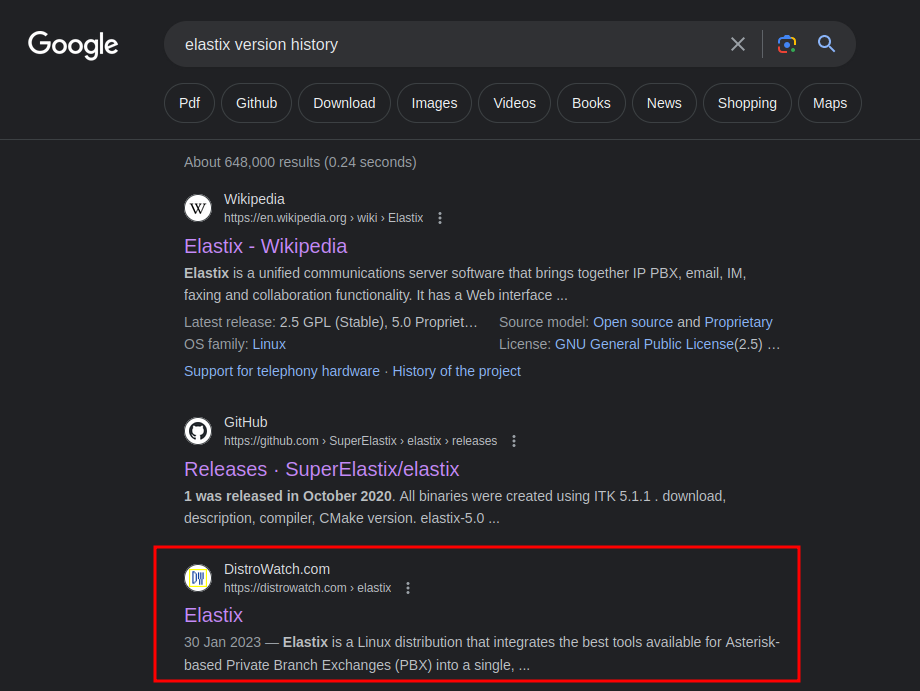 Google
elastix version history
Pdf Github Download Images Videos Books News Shopping Maps
About 648,000 results (0.24 seconds)
W
Wikipedia
https://en.wikipedia.org › wiki › Elastix
Elastix - Wikipedia
Elastix is a unified communications server software that brings together IP PBX, email, IM,
faxing and collaboration functionality. It has a Web interface ...
Latest release: 2.5 GPL (Stable), 5.0 Propriet… Source model: Open source and Proprietary
OS family: Linux License: GNU General Public License(2.5) …
Support for telephony hardware · History of the project
GitHub
https://github.com › SuperElastix › elastix › releases
Releases · SuperElastix/elastix
1 was released in October 2020. All binaries were created using ITK 5.1.1 . download,
description, compiler, CMake version. elastix-5.0 ...
DW
DistroWatch.com
https://distrowatch.com › elastix
Elastix
30 Jan 2023 — Elastix is a Linux distribution that integrates the best tools available for Asterisk-
based Private Branch Exchanges (PBX) into a single, ...